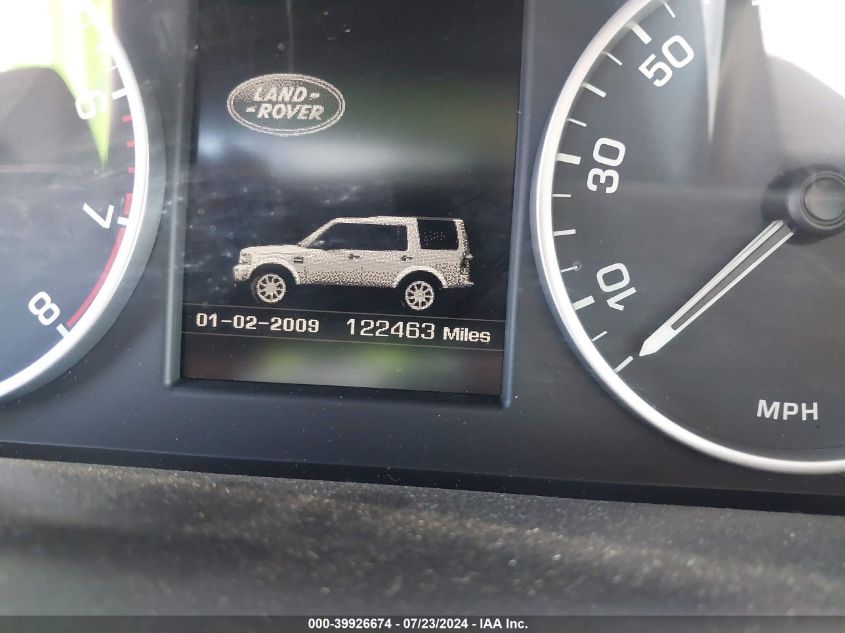 LAND-
-ROVER
01-02-2009 122463 Miles
6
7
8
50
30
10
MPH
000-39926674 / 07/23/2024 - IAA Inc.